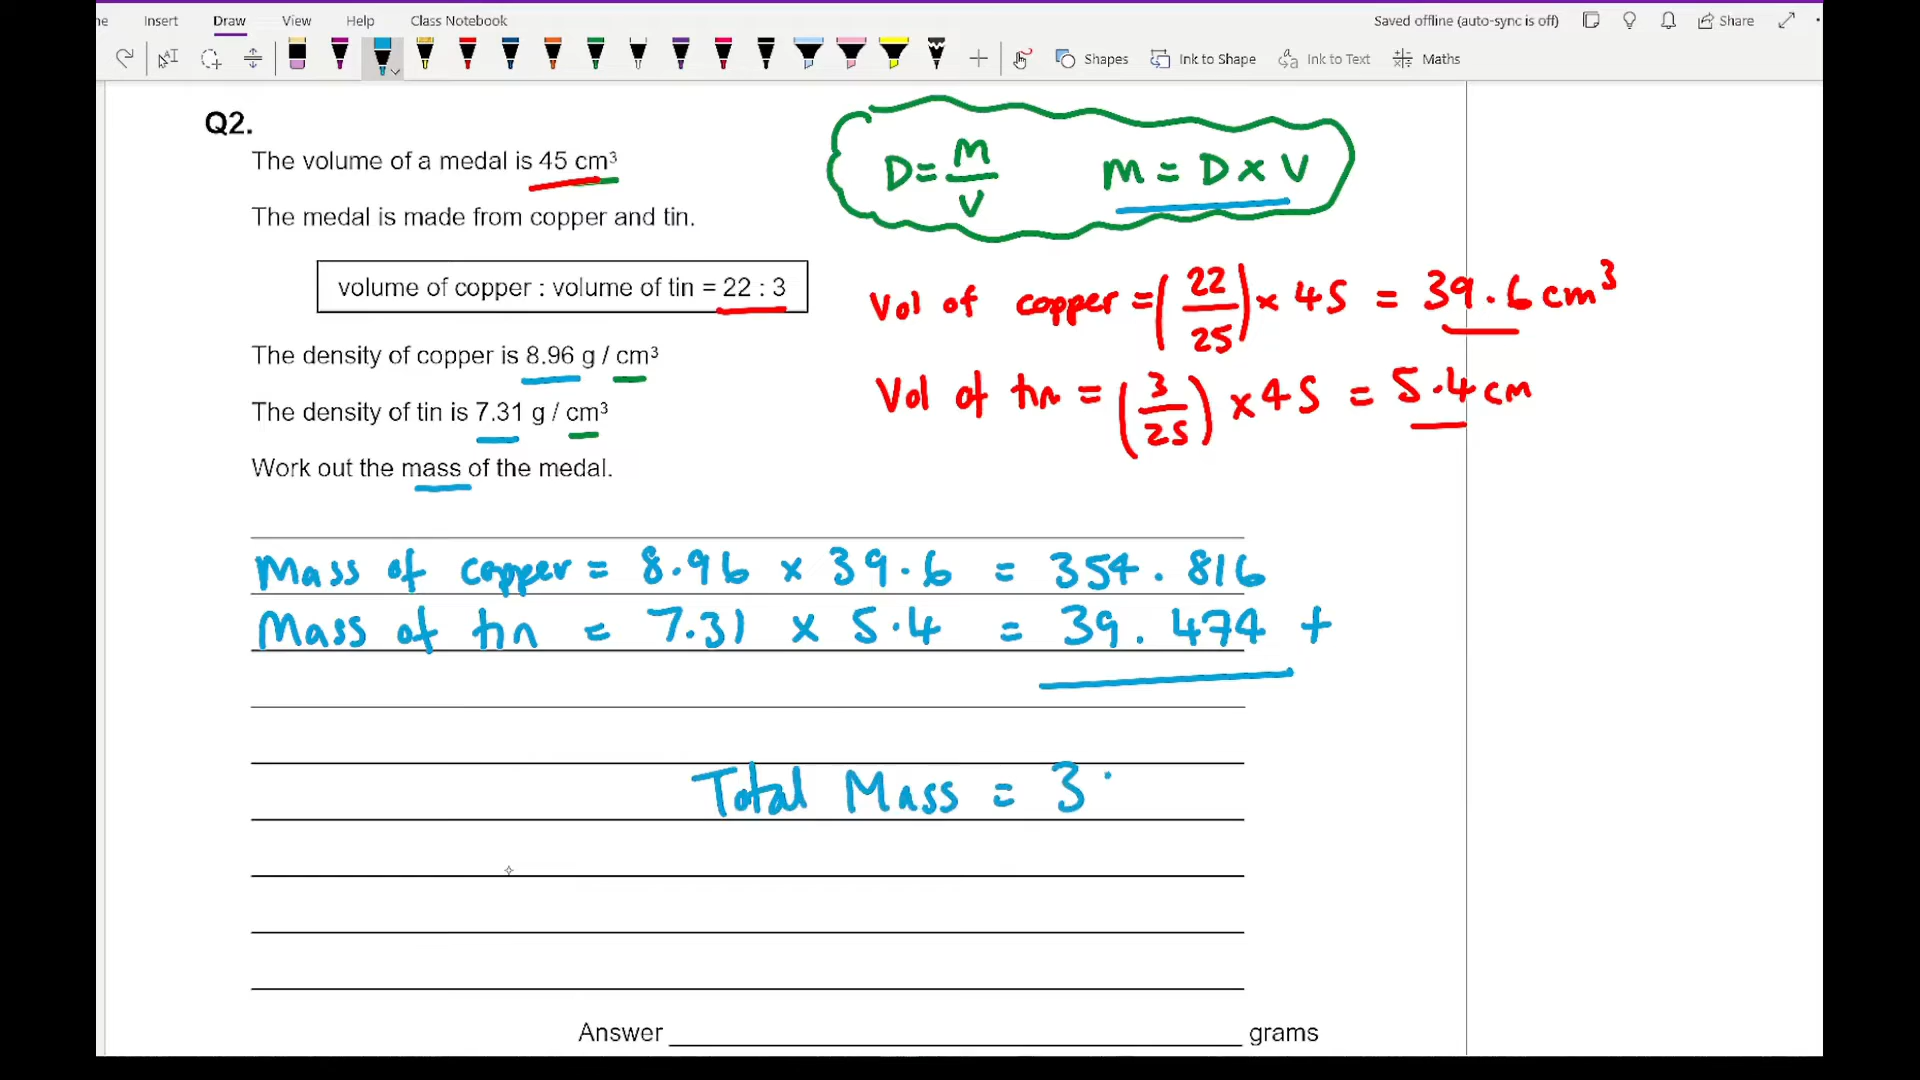 ne Insert Draw View Help Class Notebook Saved offline (auto-sync is off) Share
Shapes Ink to Shape Ink to Text Maths
Q2.
The volume of a medal is 45 cm³
The medal is made from copper and tin.
volume of copper : volume of tin = 22 : 3
The density of copper is 8.96 g / cm³
The density of tin is 7.31 g / cm³
Work out the mass of the medal.
D = M/V M = D x V
Vol of copper = (22/25) x 45 = 39.6 cm³
Vol of tin = (3/25) x 45 = 5.4 cm
Mass of copper = 8.96 x 39.6 = 354.816
Mass of tin = 7.31 x 5.4 = 39.474 +
Total Mass = 3
Answer grams